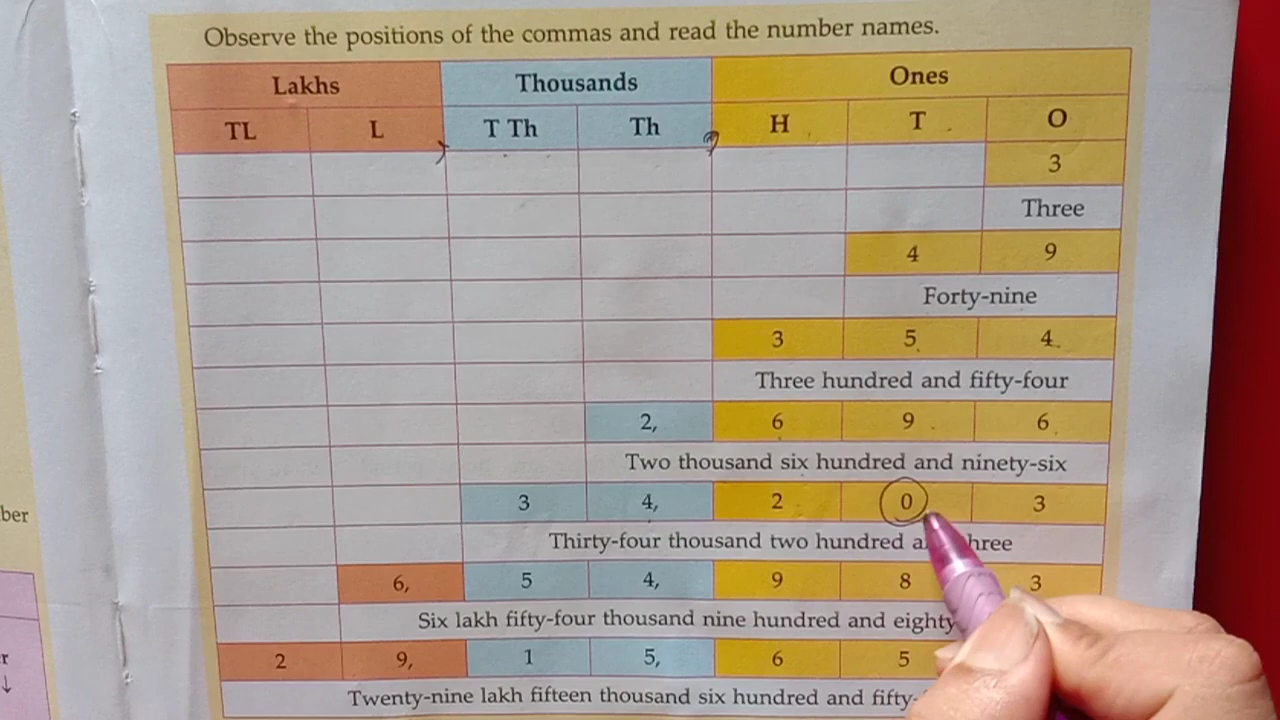 Observe the positions of the commas and read the number names.
Lakhs Thousands Ones
TL L T Th Th H T O
3
Three
4 9
Forty-nine
3 5 4
Three hundred and fifty-four
2, 6 9 6
Two thousand six hundred and ninety-six
3 4, 2 0 3
Thirty-four thousand two hundred hree
6, 5 4, 9 8 3
Six lakh fifty-four thousand nine hundred and eighty
2 9, 1 5, 6 5
Twenty-nine lakh fifteen thousand six hundred and fifty-
ber
r
↓